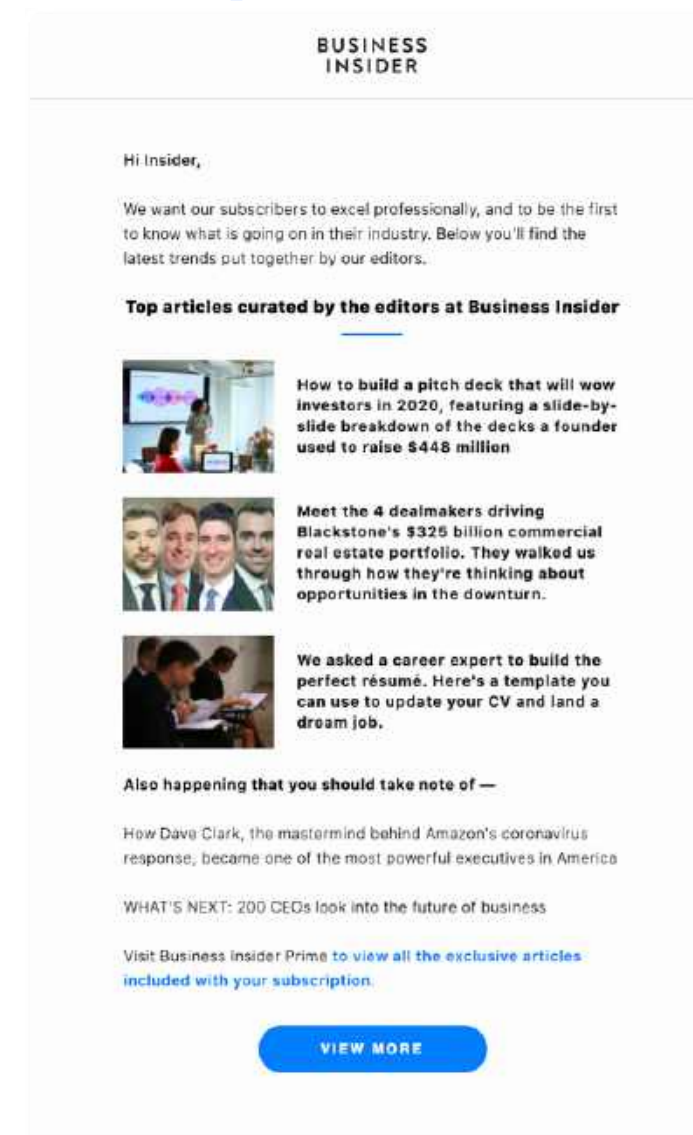 BUSINESS
INSIDER
Hi Insider,
We want our subscribers to excel professionally, and to be the first
to know what is going on in their industry. Below you'll find the
latest trends put together by our editors.
Top articles curated by the editors at Business Insider
How to build a pitch deck that will wow
investors in 2020, featuring a slide-by-
slide breakdown of the decks a founder
used to raise $448 million
Meet the 4 dealmakers driving
Blackstone's $325 billion commercial
real estate portfolio. They walked us
through how they're thinking about
opportunities in the downturn.
We asked a career expert to build the
perfect résumé. Here's a template you
can use to update your CV and land a
dream job.
Also happening that you should take note of —
How Dave Clark, the mastermind behind Amazon's coronavirus
response, became one of the most powerful executives in America
WHAT'S NEXT: 200 CEOs look into the future of business
Visit Business Insider Prime to view all the exclusive articles
included with your subscription.
VIEW MORE